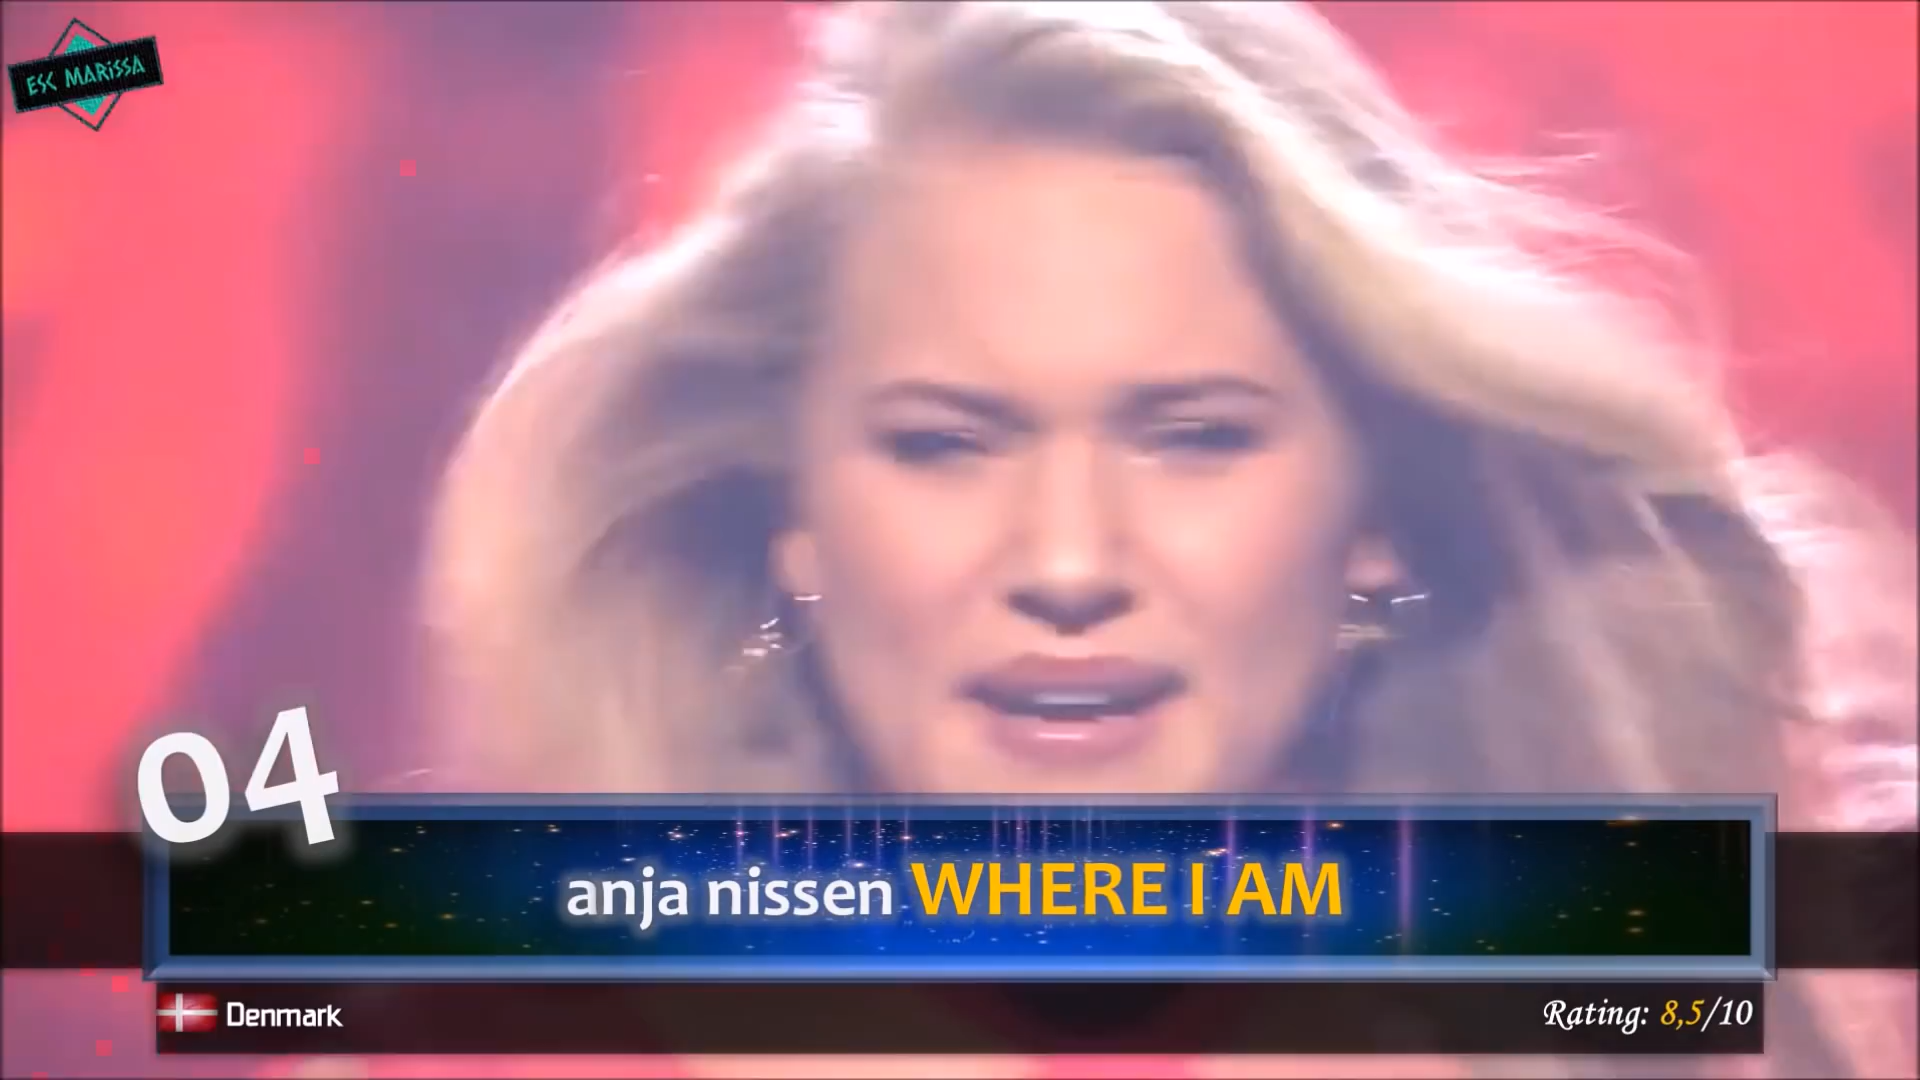 ESC MARiSSA
04
anja nissen WHERE I AM
Denmark
Rating: 8,5/10